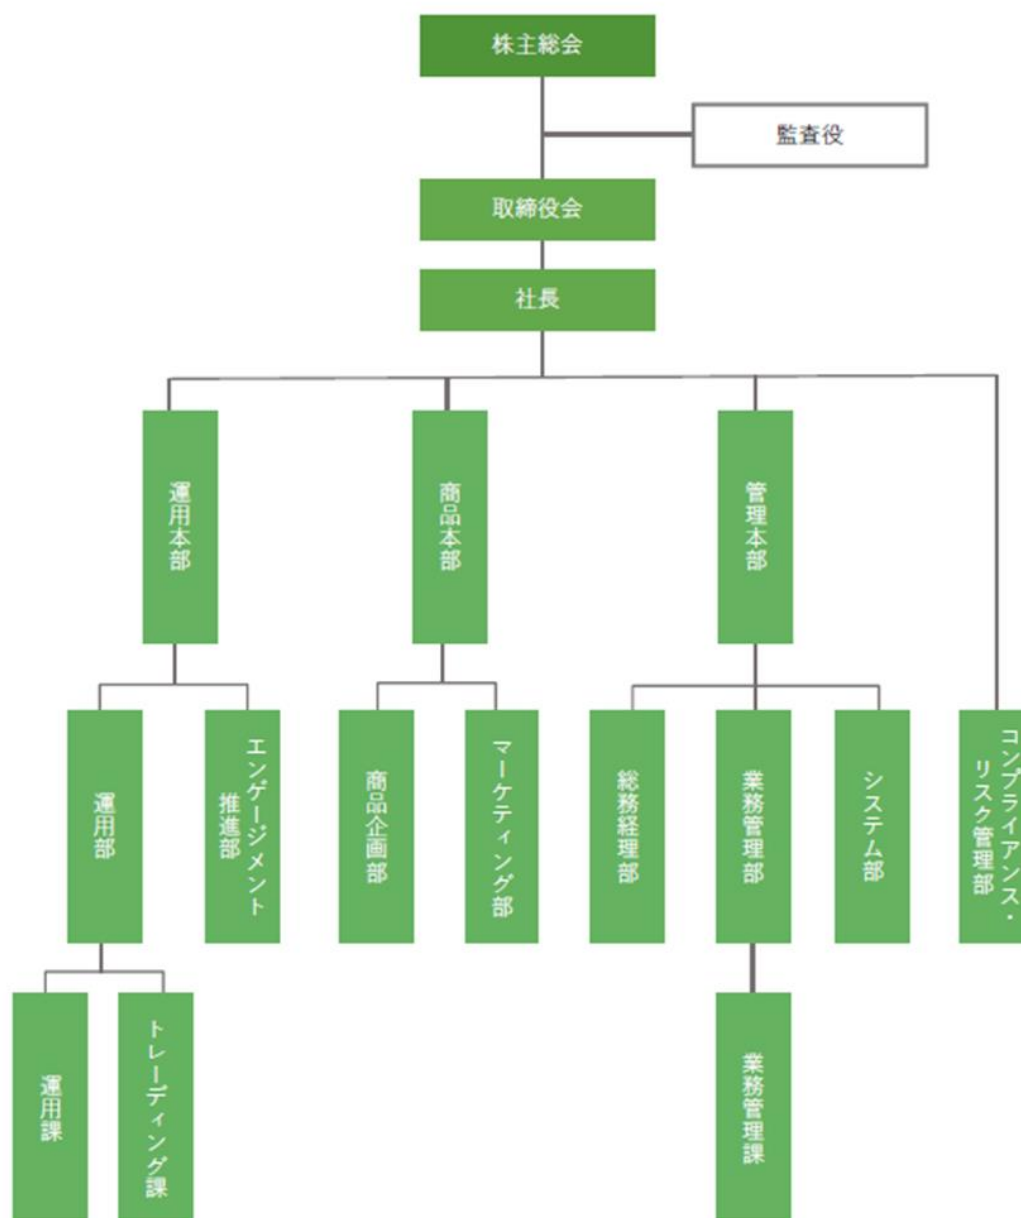 株主総会
監査役
取締役会
社長
運用本部
商品本部
管理本部
運用部
エンゲージメント
推進部
商品企画部
マーケティング部
総務経理部
業務管理部
システム部
コンプライアンス・
リスク管理部
運用課
トレーディング課
業務管理課